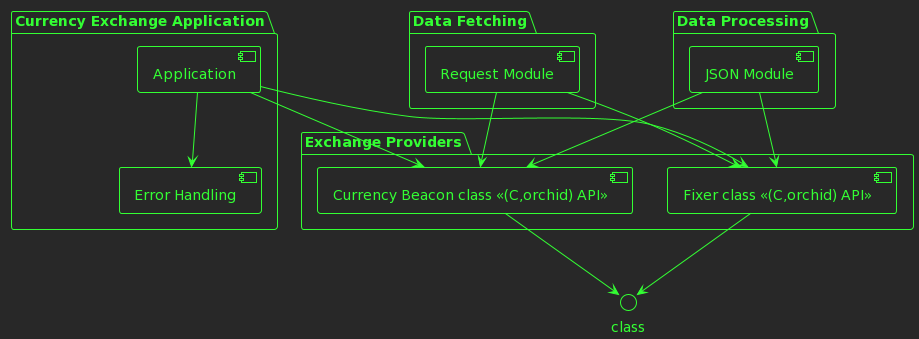 Currency Exchange Application
Data Fetching
Data Processing
Application
Request Module
JSON Module
Exchange Providers
Error Handling
Currency Beacon class «(C,orchid) API»
Fixer class «(C,orchid) API»
class